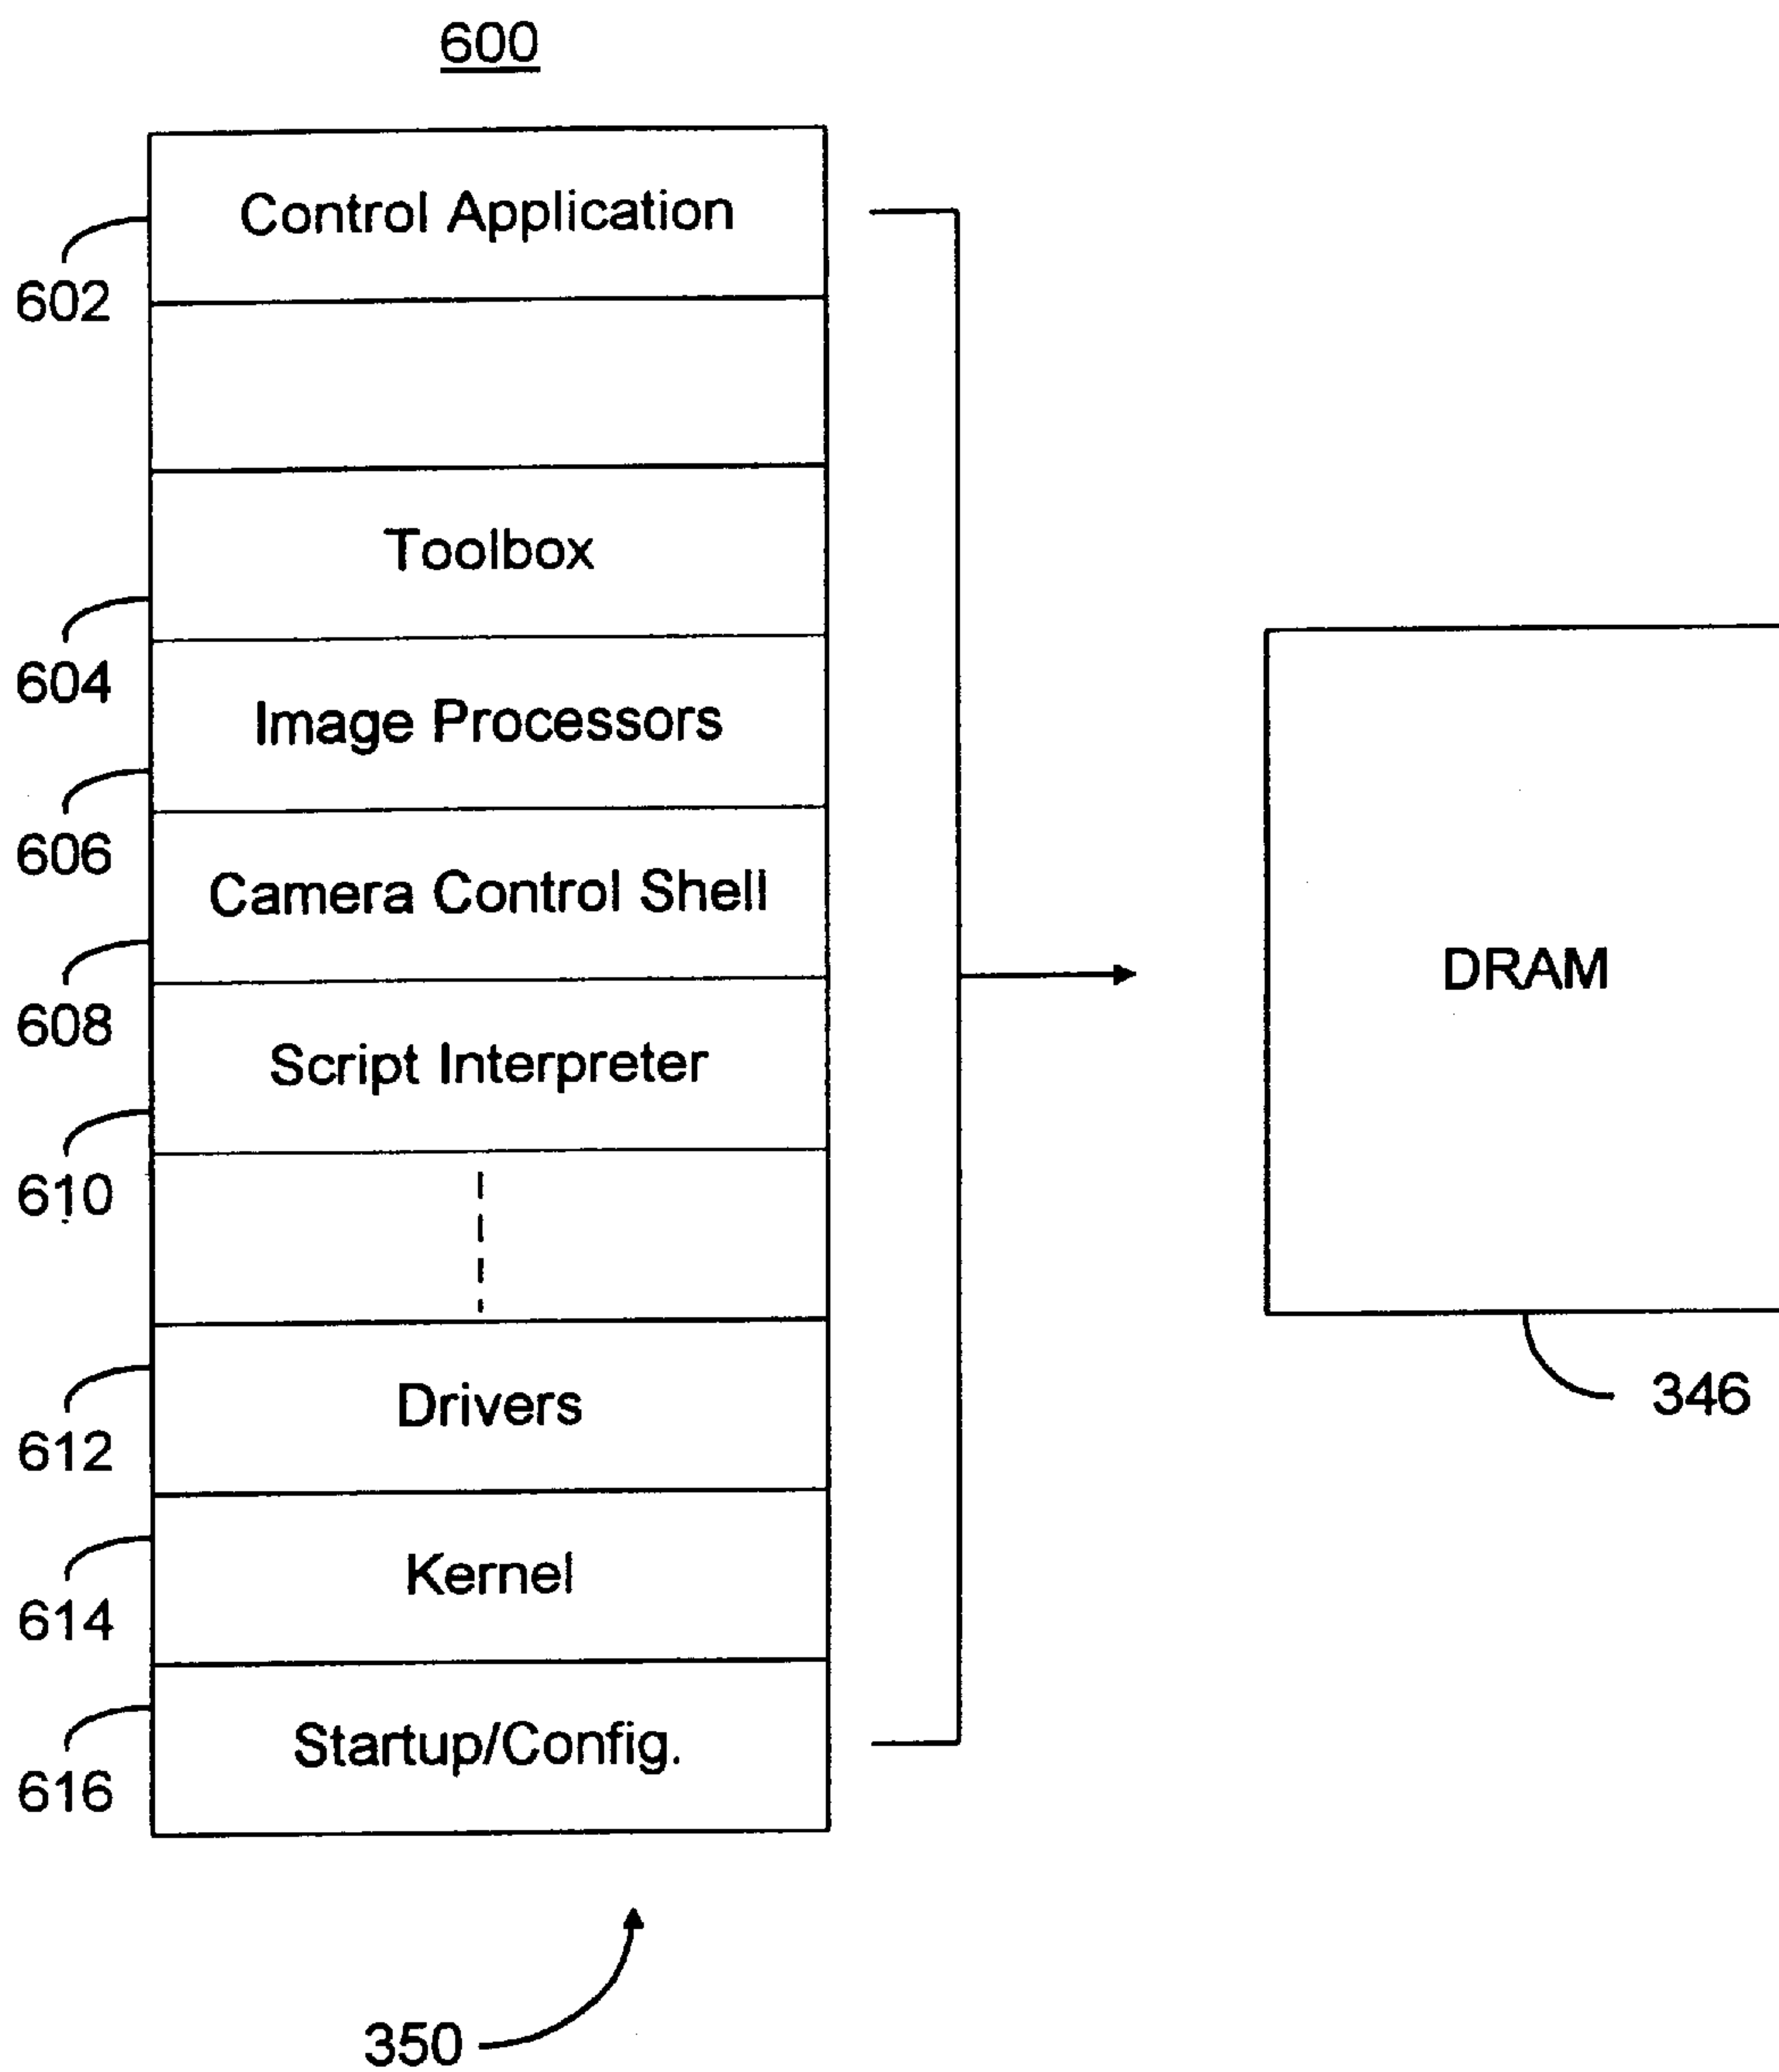 600
Control Application
602
Toolbox
604
Image Processors
606
Camera Control Shell
608
Script Interpreter
610
DRAM
346
Drivers
612
Kernel
614
Startup/Config.
616
350